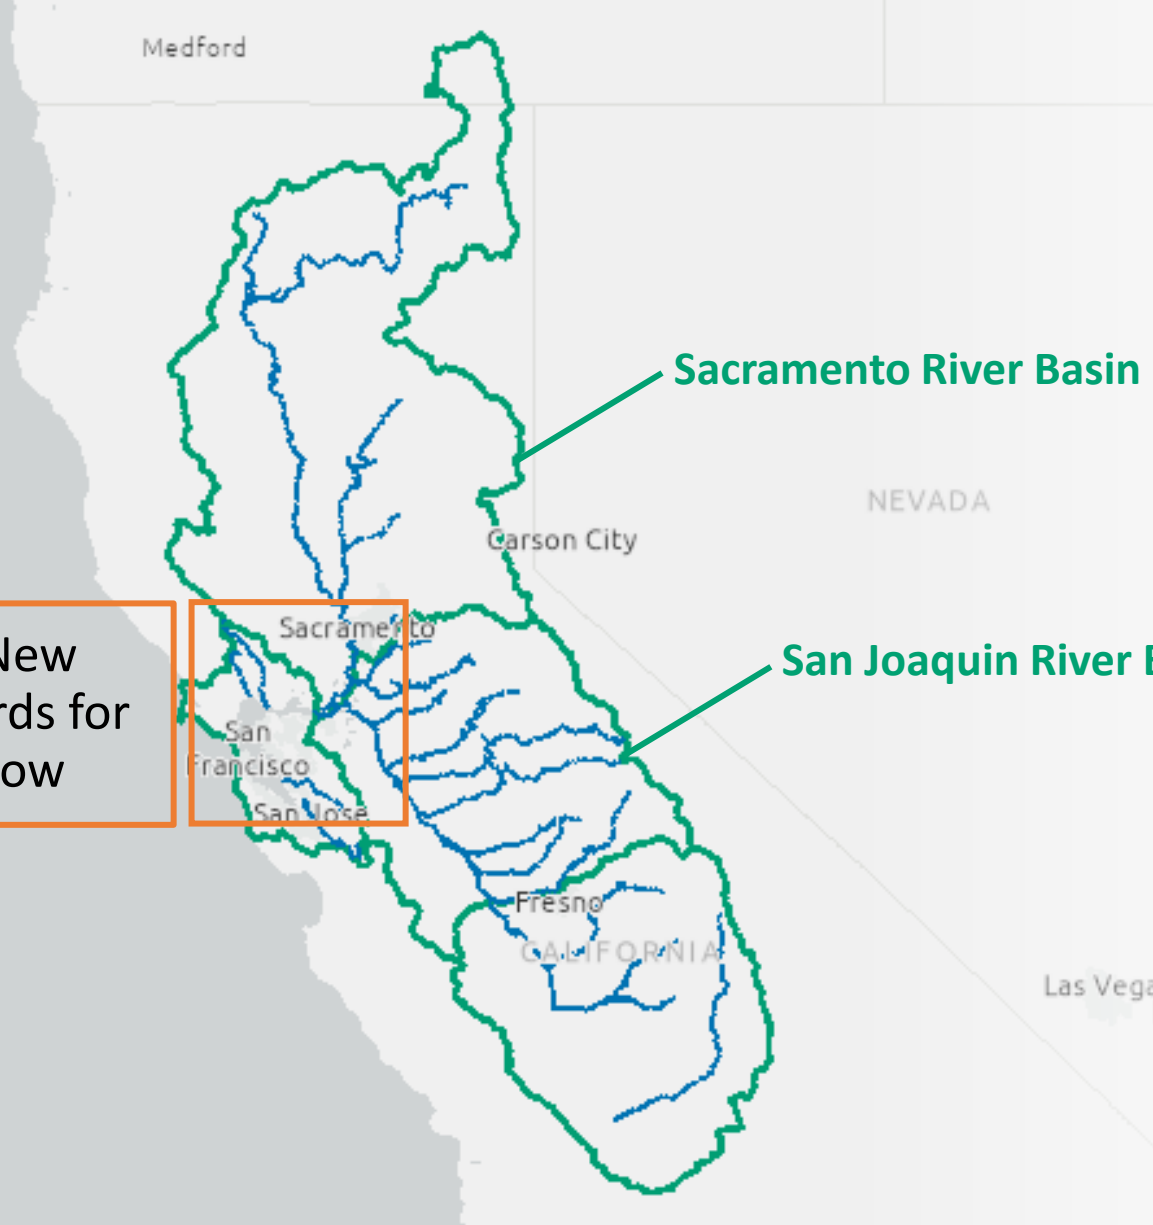 Medford
Sacramento River Basin
NEVADA
Carson City
Sacramento
New
rds for
ow
San Joaquin River B
San
Francisco
San Jose
Fresno
CALIFORNIA
Las Vega